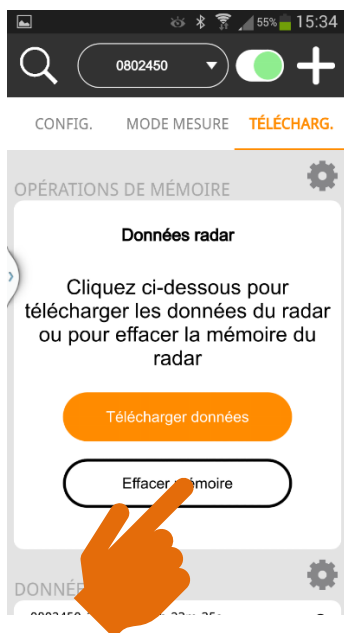 55% 15:34
0802450
CONFIG. MODE MESURE TÉLÉCHARG.
OPÉRATIONS DE MÉMOIRE
Données radar
Cliquez ci-dessous pour
télécharger les données du radar
ou pour effacer la mémoire du
radar
Télécharger données
Effacer mémoire